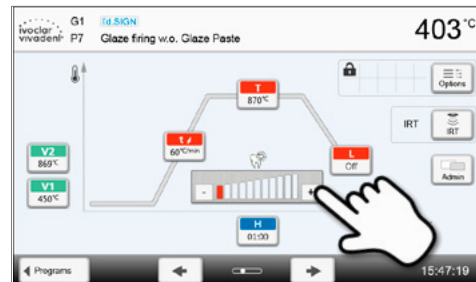 ivoclar
vivadent
G1 d.SIGN
P7 Glaze firing w.o. Glaze Paste
403°C
T
870°C
Options
t
60°C/min
IRT
IRT
V2
869°C
L
Off
Admin
V1
450°C
- +
H
01:00
Programs
15:47:19